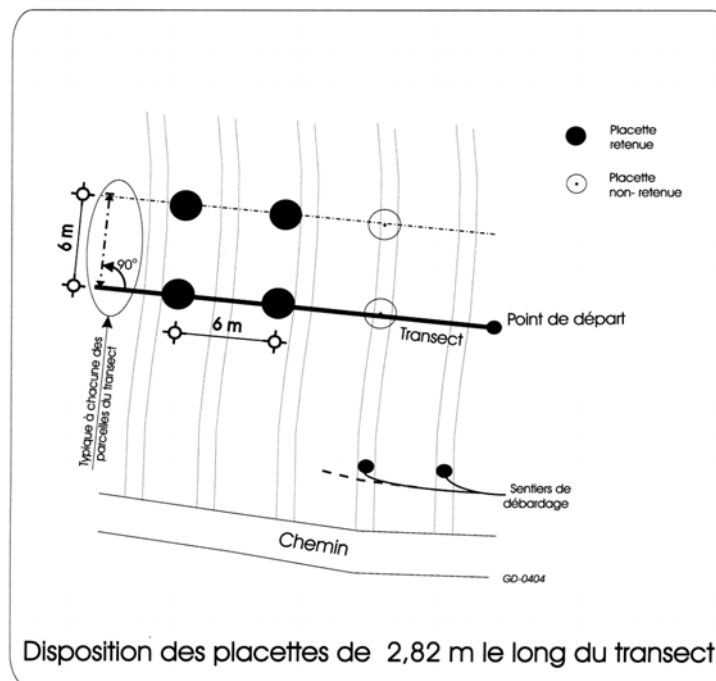 Placette
retenue
Placette
non- retenue
6 m
90°
6 m
Point de départ
Transect
Typique à chacune des
parcelles du transect
Sentiers de
débardage
Chemin
GD-0404
Disposition des placettes de 2,82 m le long du transect